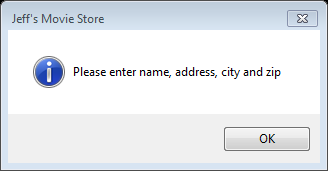 Jeff's Movie Store
Please enter name, address, city and zip
OK